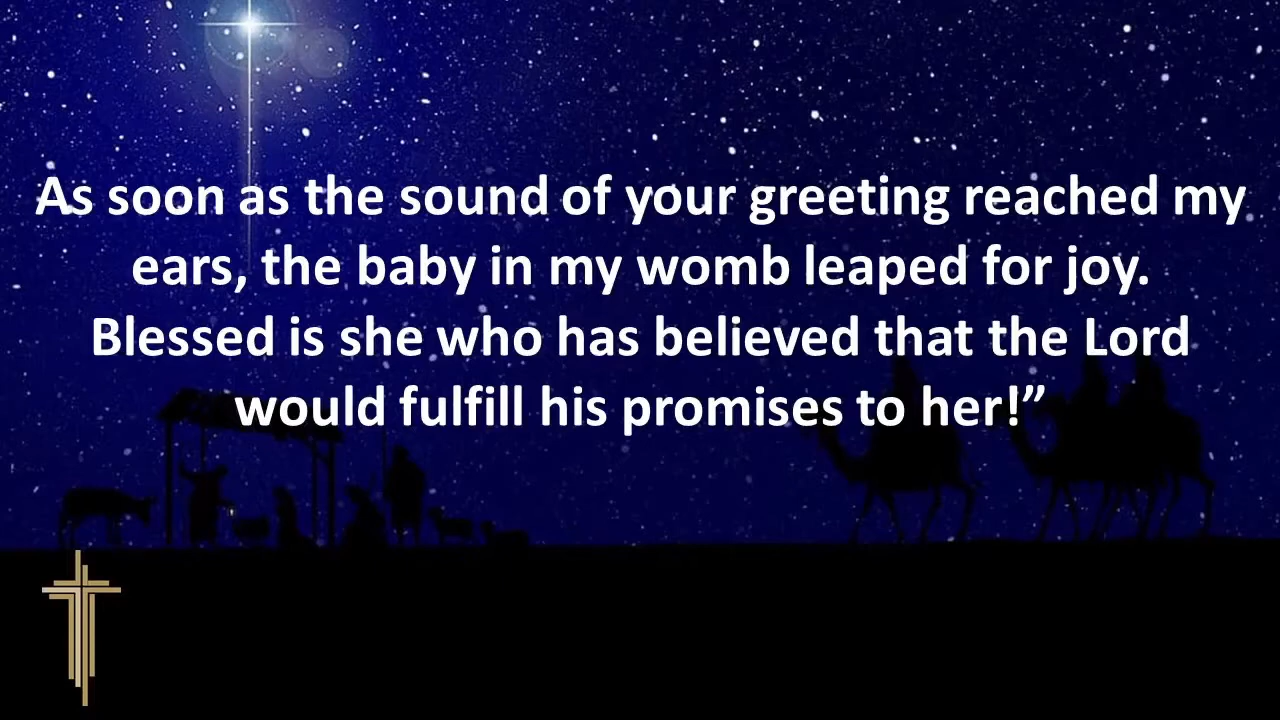 As soon as the sound of your greeting reached my
ears, the baby in my womb leaped for joy.
Blessed is she who has believed that the Lord
would fulfill his promises to her!”